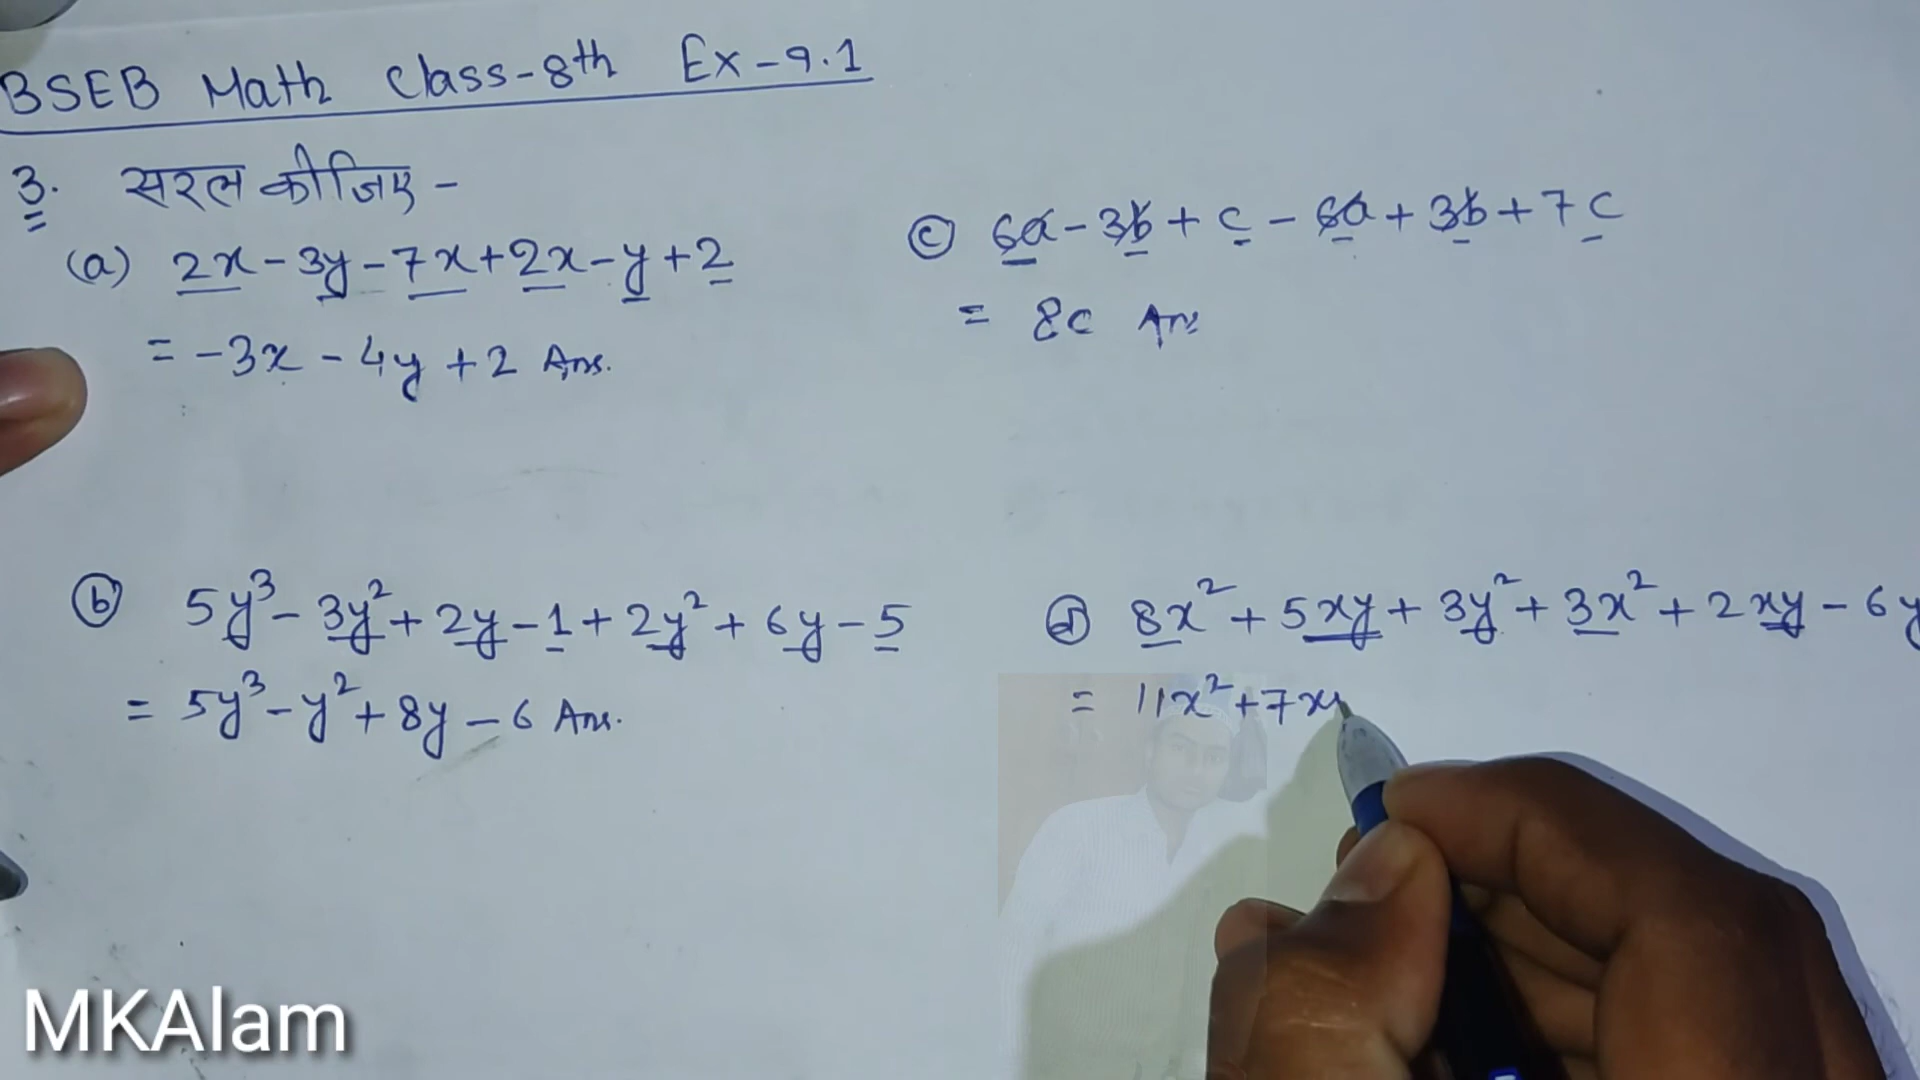 BSEB Math Class-8th Ex-9.1
3. सरल कीजिए -
(a) 2x - 3y - 7x + 2x - y + 2
= -3x - 4y + 2 Ans.
(b) 5y³ - 3y² + 2y - 1 + 2y² + 6y - 5
= 5y³ - y² + 8y - 6 Ans.
(c) 6a - 3b + c - 6a + 3b + 7c
= 8c Ans
(d) 8x² + 5xy + 3y² + 3x² + 2xy - 6y
= 11x² + 7xy
MKAlam